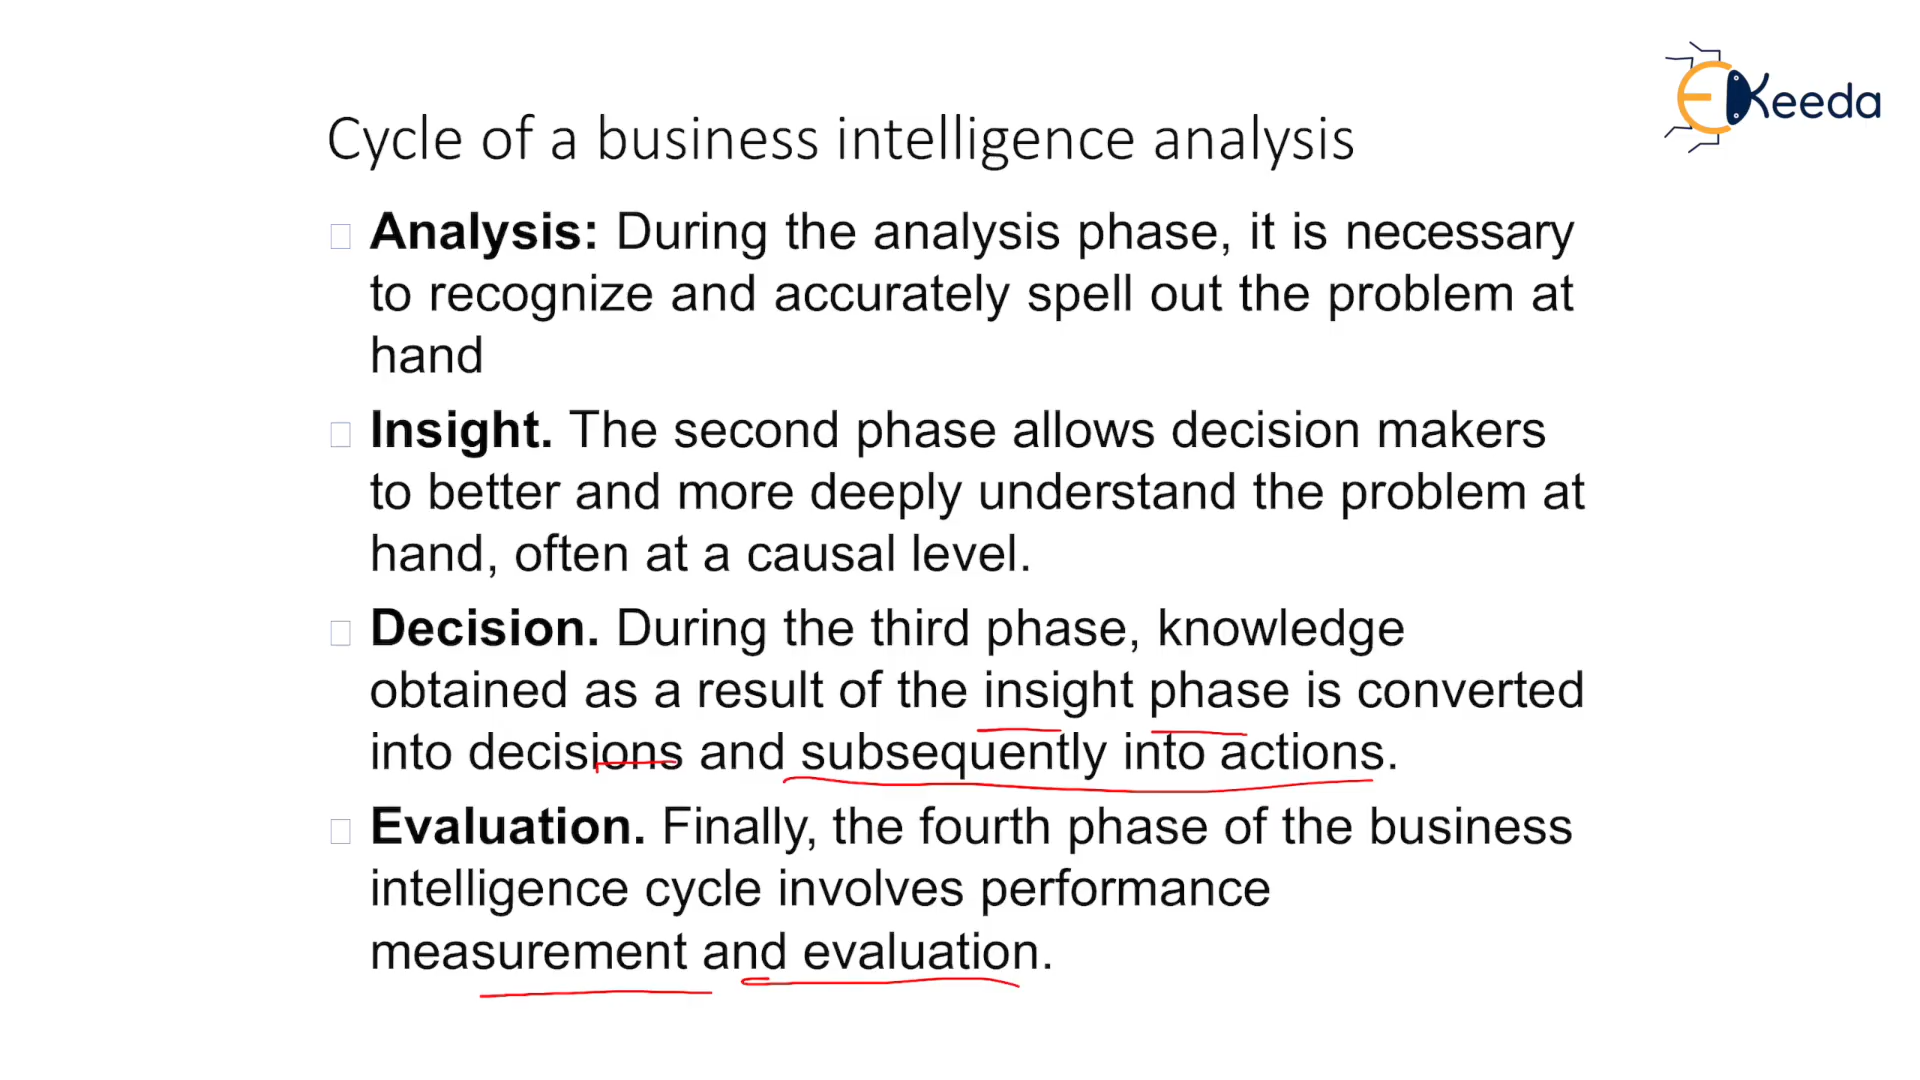 EKeeda
Cycle of a business intelligence analysis
Analysis: During the analysis phase, it is necessary
to recognize and accurately spell out the problem at
hand
Insight. The second phase allows decision makers
to better and more deeply understand the problem at
hand, often at a causal level.
Decision. During the third phase, knowledge
obtained as a result of the insight phase is converted
into decisions and subsequently into actions.
Evaluation. Finally, the fourth phase of the business
intelligence cycle involves performance
measurement and evaluation.